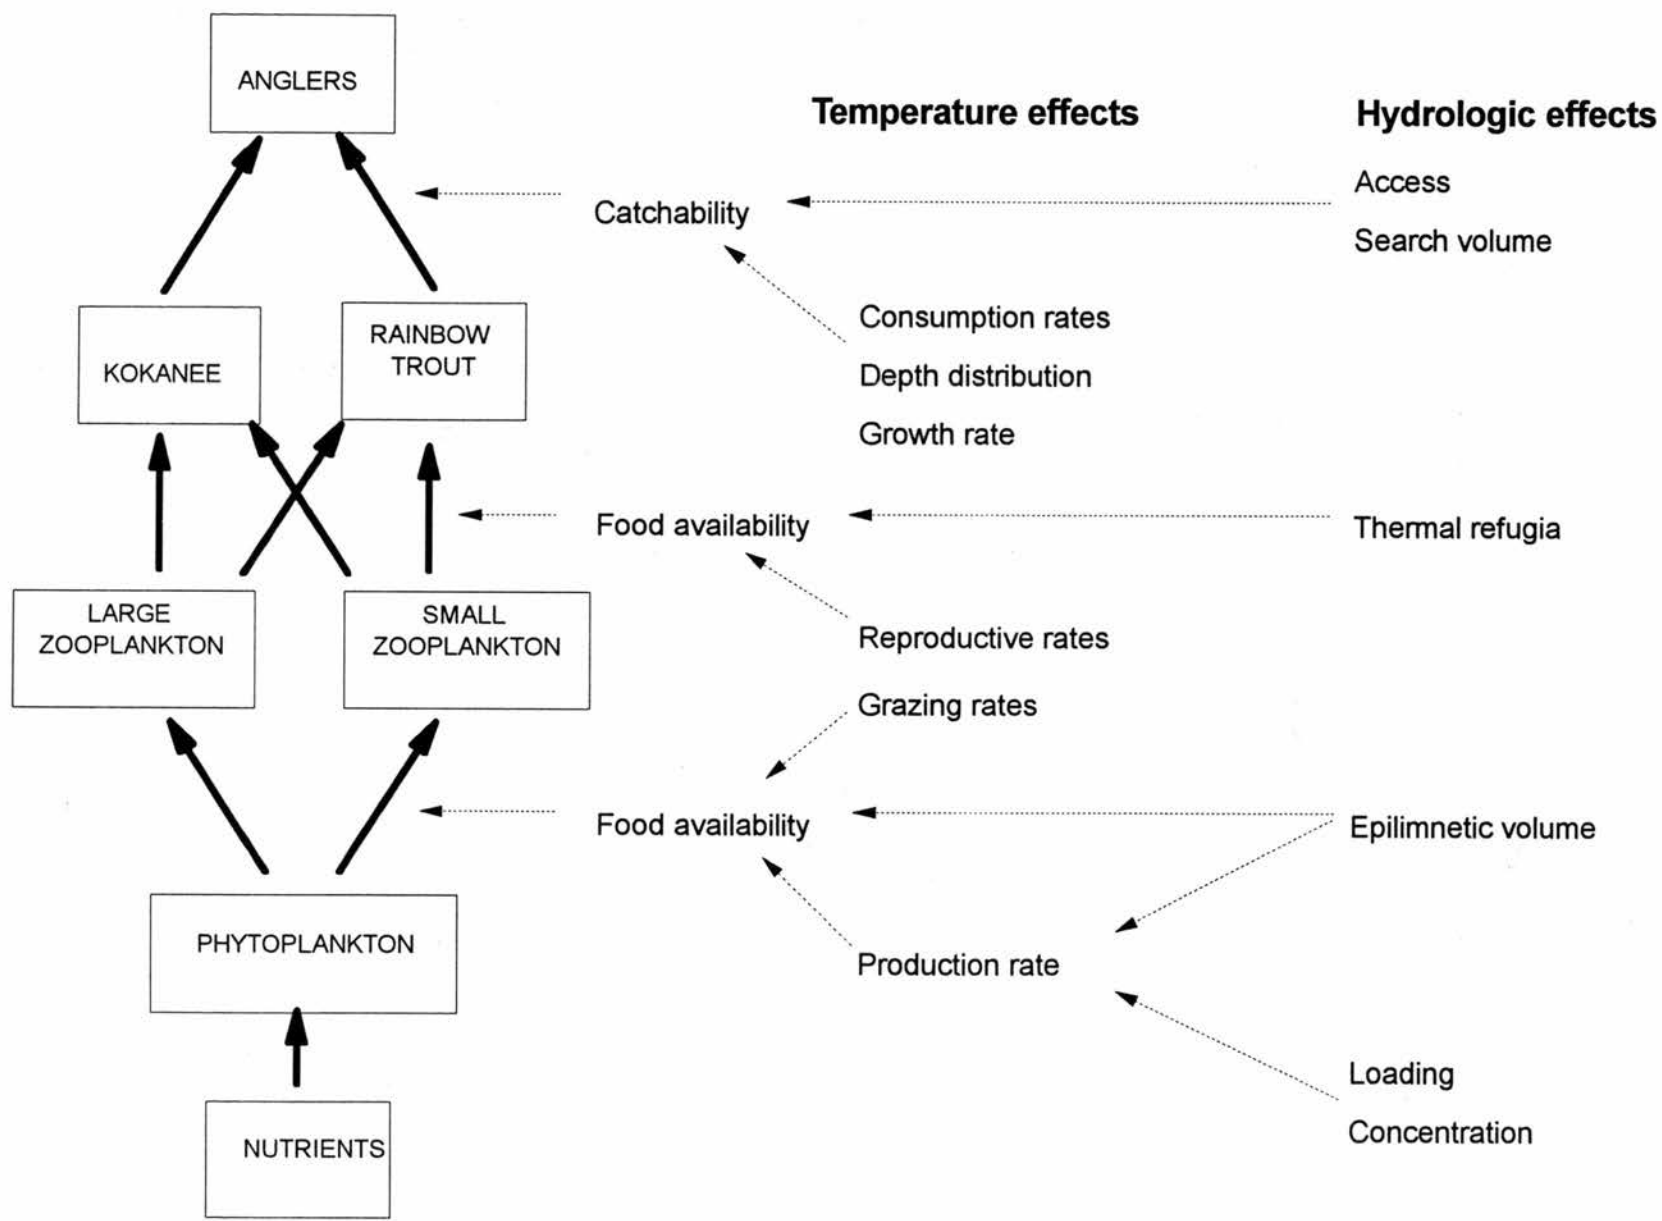 ANGLERS
Temperature effects
Hydrologic effects
Access
Catchability
Search volume
Consumption rates
RAINBOW
TROUT
KOKANEE
Depth distribution
Growth rate
Food availability
Thermal refugia
LARGE
ZOOPLANKTON
SMALL
ZOOPLANKTON
Reproductive rates
Grazing rates
Food availability
Epilimnetic volume
PHYTOPLANKTON
Production rate
Loading
Concentration
NUTRIENTS